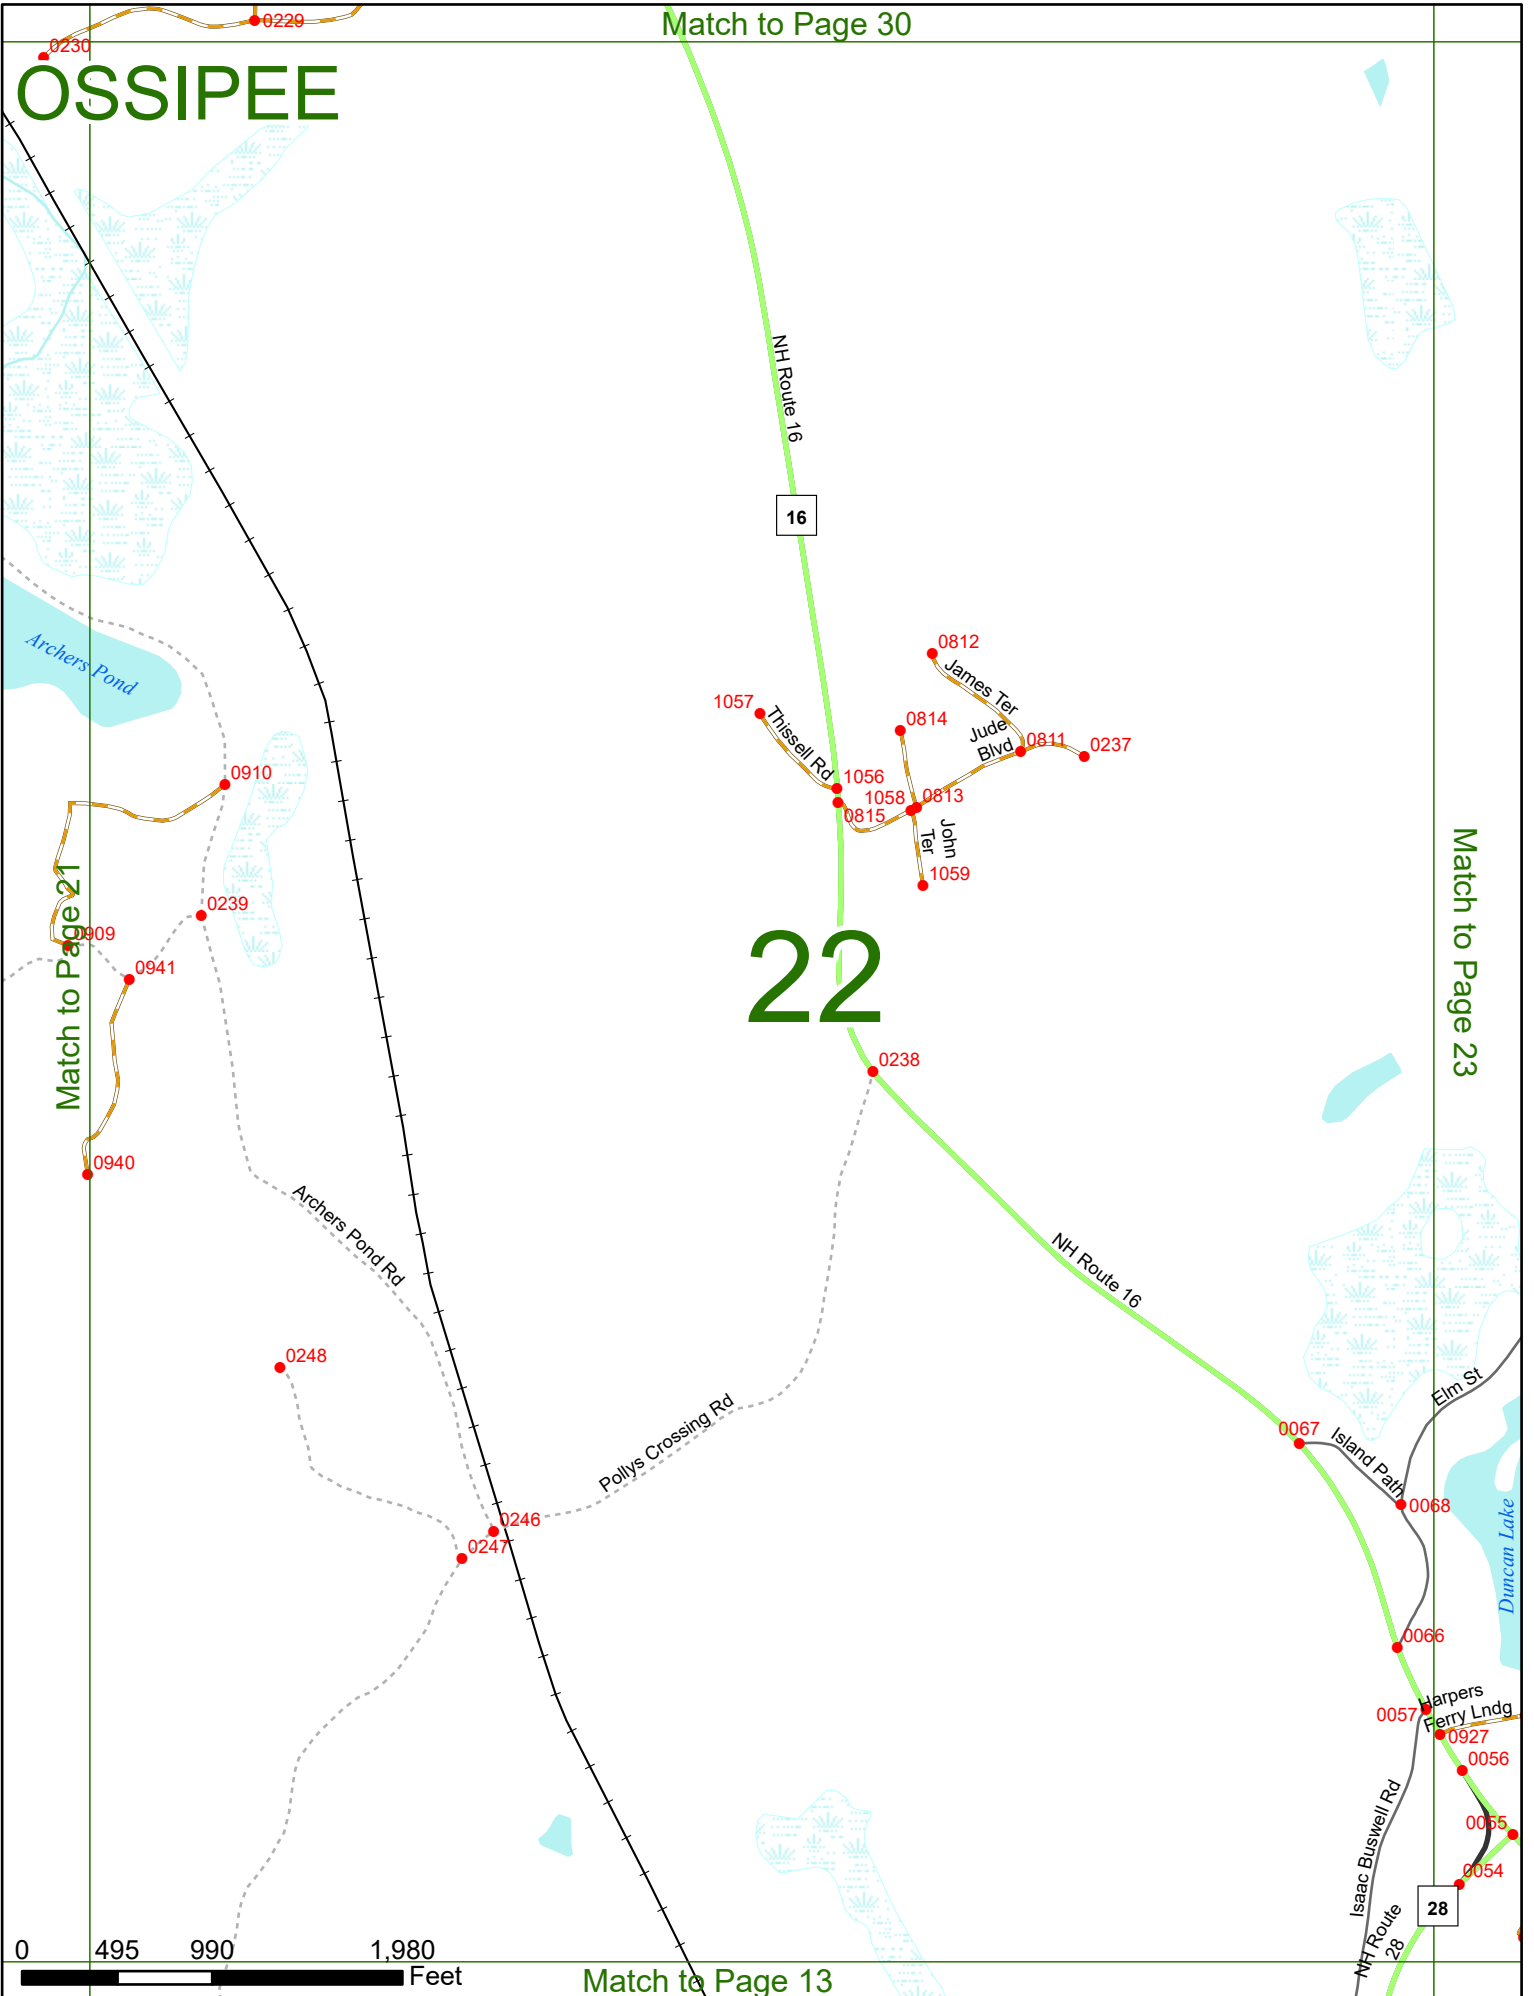 Match to Page 30
0229
0230
OSSIPEE
NH Route 16
16
Archers Pond
0812
James Ter
1057
Thissell Rd
0814
Jude
Blvd
0811
0237
0910
1056
1058
0813
0815
John
Ter
1059
Match to Page 21
Match to Page 23
0239
0909
0941
22
0238
0940
Archers Pond Rd
NH Route 16
0248
Elm St
Pollys Crossing Rd
0067
Island Path
0068
0246
0247
Duncan Lake
0066
Harpers
Ferry Lndg
0057
0927
0056
Isaac Buswell Rd
0055
0054
28
NH Route
28
0 495 990 1,980
Feet
Match to Page 13